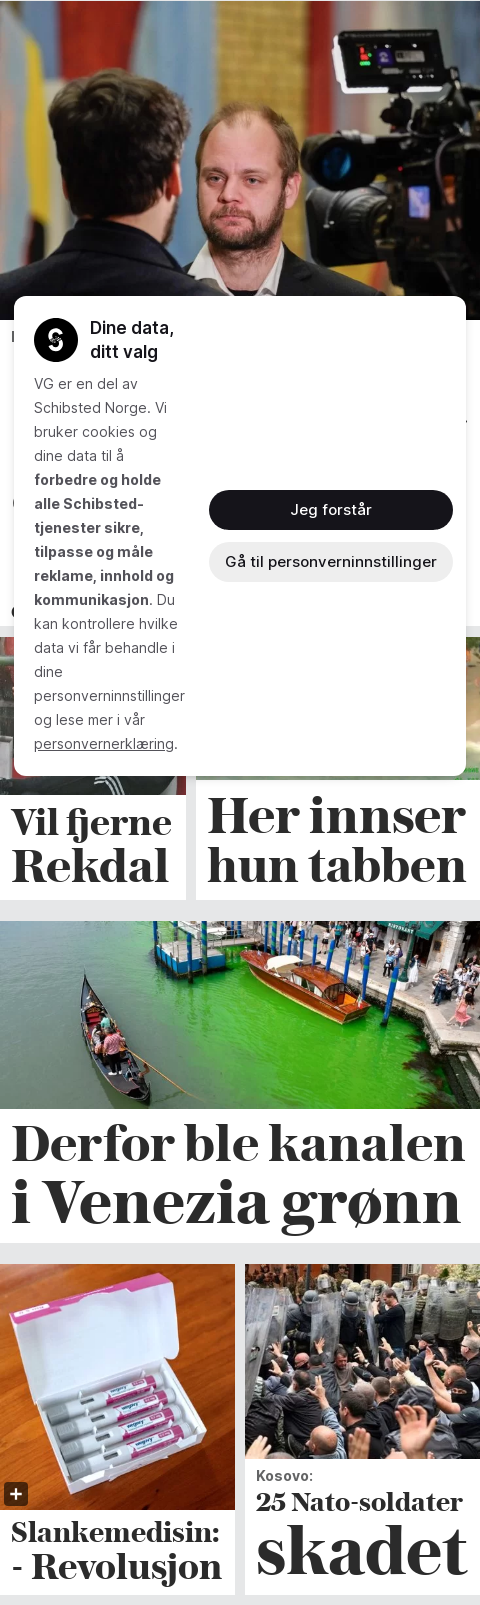 Dine data,
ditt valg
VG er en del av
Schibsted Norge. Vi
bruker cookies og
dine data til å
forbedre og holde
alle Schibsted-
tjenester sikre,
tilpasse og måle
reklame, innhold og
kommunikasjon. Du
kan kontrollere hvilke
data vi får behandle i
dine
personverninnstillinger
og lese mer i vår
personvernerklæring.
Jeg forstår
Gå til personverninnstillinger
Vil fjerne
Rekdal
Her innser
hun tabben
Derfor ble kanalen
i Venezia grønn
Slankemedisin:
- Revolusjon
Kosovo:
25 Nato-soldater
skadet